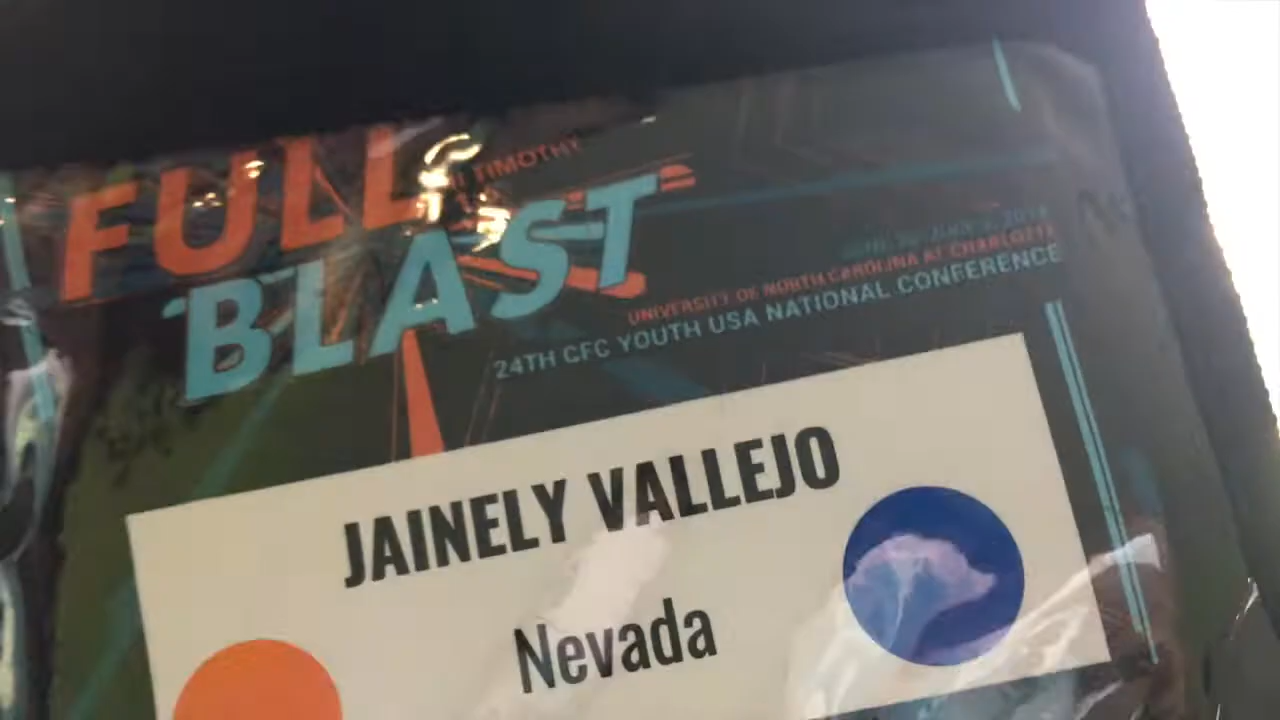 FULL
TIMOTHY
BLAST
UNIVERSITY OF NORTH CAROLINA AT CHARLOTTE
24TH CFC YOUTH USA NATIONAL CONFERENCE
JAINELY VALLEJO
Nevada